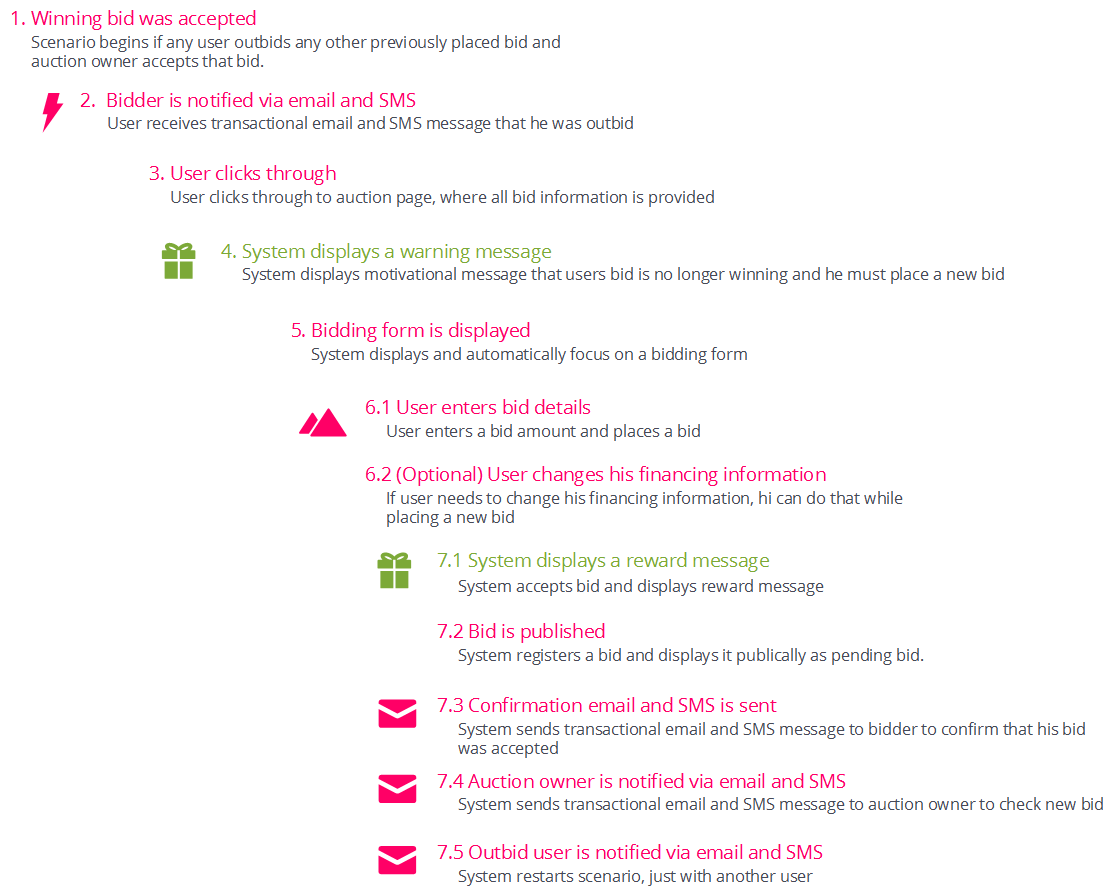 1. Winning bid was accepted
Scenario begins if any user outbids any other previously placed bid and
auction owner accepts that bid.
2. Bidder is notified via email and SMS
User receives transactional email and SMS message that he was outbid
3. User clicks through
User clicks through to auction page, where all bid information is provided
4. System displays a warning message
System displays motivational message that users bid is no longer winning and he must place a new bid
5. Bidding form is displayed
System displays and automatically focus on a bidding form
6.1 User enters bid details
User enters a bid amount and places a bid
6.2 (Optional) User changes his financing information
If user needs to change his financing information, hi can do that while
placing a new bid
7.1 System displays a reward message
System accepts bid and displays reward message
7.2 Bid is published
System registers a bid and displays it publically as pending bid.
7.3 Confirmation email and SMS is sent
System sends transactional email and SMS message to bidder to confirm that his bid
was accepted
7.4 Auction owner is notified via email and SMS
System sends transactional email and SMS message to auction owner to check new bid
7.5 Outbid user is notified via email and SMS
System restarts scenario, just with another user